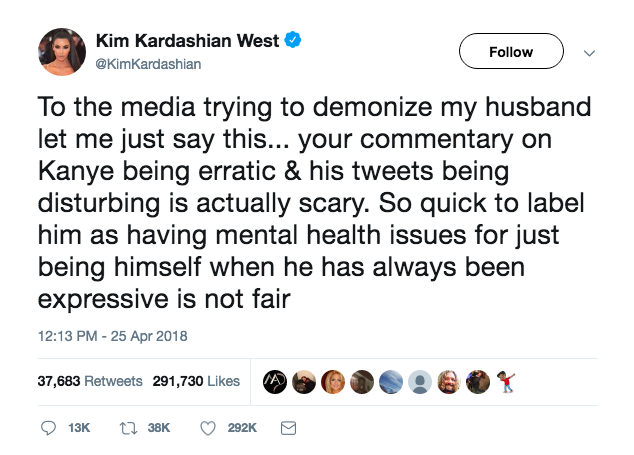 Kim Kardashian West
@KimKardashian
Follow
To the media trying to demonize my husband
let me just say this... your commentary on
Kanye being erratic & his tweets being
disturbing is actually scary. So quick to label
him as having mental health issues for just
being himself when he has always been
expressive is not fair
12:13 PM - 25 Apr 2018
37,683 Retweets 291,730 Likes
13K 38K 292K